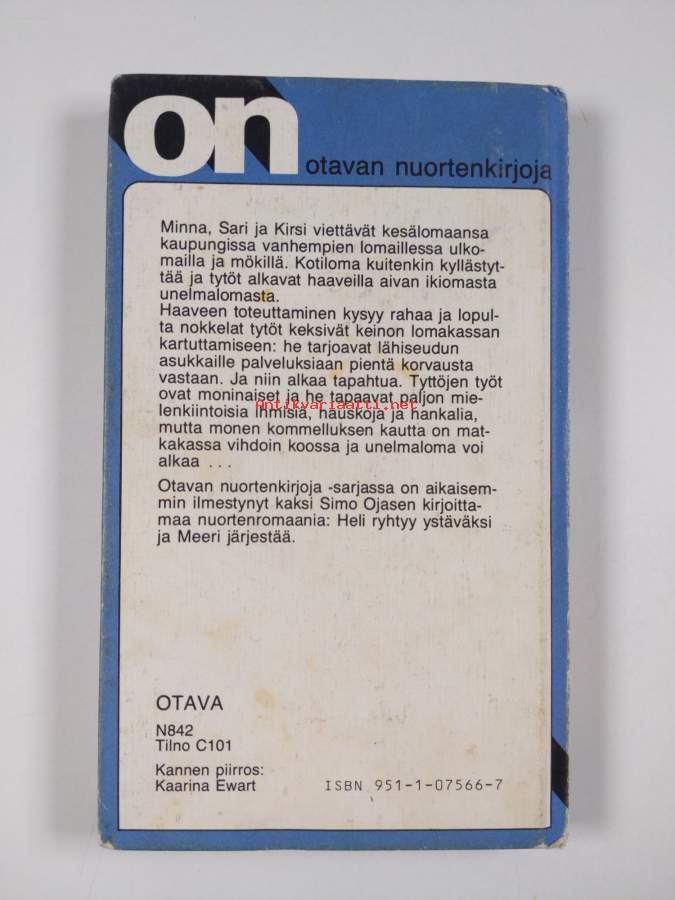 on
otavan nuortenkirjoja
Minna, Sari ja Kirsi viettävät kesälomaansa
kaupungissa vanhempien lomaillessa ulko-
mailla ja mökillä. Kotiloma kuitenkin kyllästyt-
tää ja tytöt alkavat haaveilla aivan ikiomasta
unelmalomasta.
Haaveen toteuttaminen kysyy rahaa ja lopul-
ta nokkelat tytöt keksivät keinon lomakassan
kartuttamiseen: he tarjoavat lähiseudun
asukkaille palveluksiaan pientä korvausta
vastaan. Ja niin alkaa tapahtua. Tyttöjen työt
ovat moninaiset ja he tapaavat paljon mie-
Antikvariaatti.net
lenkiintoisia ihmisiä, hauskoja ja hankalia,
mutta monen kommelluksen kautta on mat-
kakassa vihdoin koossa ja unelmaloma voi
alkaa ...
Otavan nuortenkirjoja -sarjassa on aikaisem-
min ilmestynyt kaksi Simo Ojasen kirjoitta-
maa nuortenromaania: Heli ryhtyy ystäväksi
ja Meeri järjestää.
OTAVA
N842
Tilno C101
Kannen piirros:
Kaarina Ewart
ISBN 951-1-07566-7